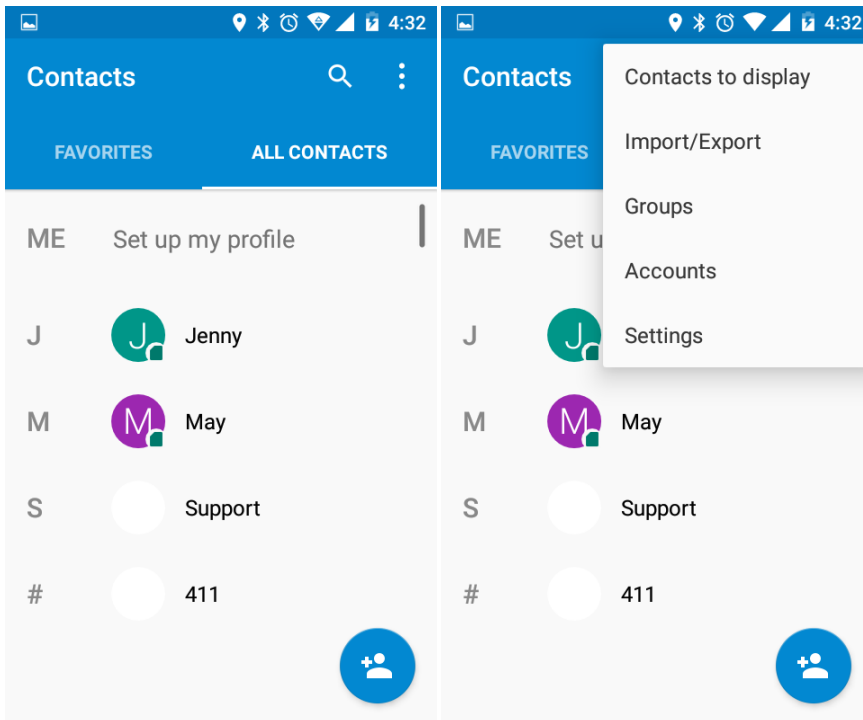 4:32
Contacts
FAVORITES ALL CONTACTS
ME Set up my profile
J J Jenny
M M May
S Support
# 411
4:32
Contacts
Contacts to display
Import/Export
FAVORITES
Groups
ME Set u
Accounts
Settings
J J
M M May
S Support
# 411